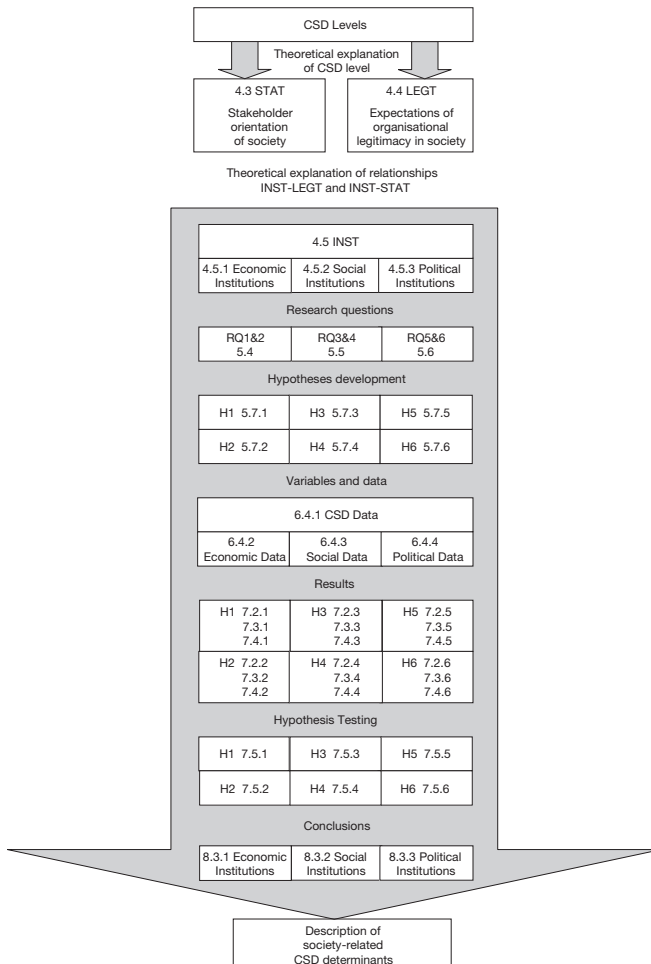 CSD Levels
Theoretical explanation
of CSD level
4.3 STAT
Stakeholder
orientation
of society
4.4 LEGT
Expectations of
organisational
legitimacy in society
Theoretical explanation of relationships
INST-LEGT and INST-STAT
4.5 INST
4.5.1 Economic
Institutions
4.5.2 Social
Institutions
4.5.3 Political
Institutions
Research questions
RQ1&2
5.4
RQ3&4
5.5
RQ5&6
5.6
Hypotheses development
H1 5.7.1
H3 5.7.3
H5 5.7.5
H2 5.7.2
H4 5.7.4
H6 5.7.6
Variables and data
6.4.1 CSD Data
6.4.2
Economic Data
6.4.3
Social Data
6.4.4
Political Data
Results
H1 7.2.1
7.3.1
7.4.1
H3 7.2.3
7.3.3
7.4.3
H5 7.2.5
7.3.5
7.4.5
H2 7.2.2
7.3.2
7.4.2
H4 7.2.4
7.3.4
7.4.4
H6 7.2.6
7.3.6
7.4.6
Hypothesis Testing
H1 7.5.1
H3 7.5.3
H5 7.5.5
H2 7.5.2
H4 7.5.4
H6 7.5.6
Conclusions
8.3.1 Economic
Institutions
8.3.2 Social
Institutions
8.3.3 Political
Institutions
Description of
society-related
CSD determinants